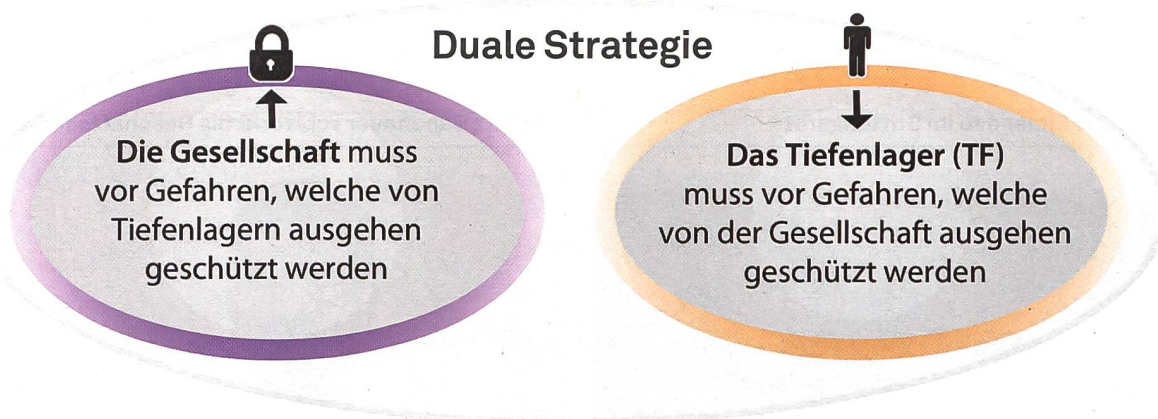 Duale Strategie
Die Gesellschaft muss
vor Gefahren, welche von
Tiefenlagern ausgehen
geschützt werden
Das Tiefenlager (TF)
muss vor Gefahren, welche
von der Gesellschaft ausgehen
geschützt werden